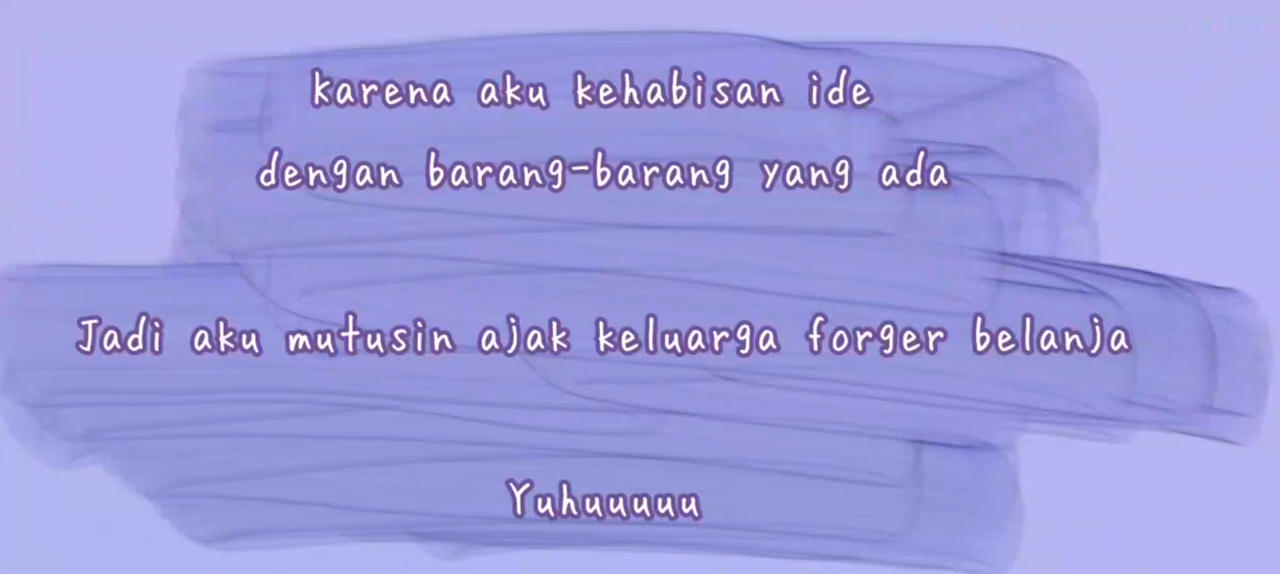 karena aku kehabisan ide
dengan barang-barang yang ada
Jadi aku mutusin ajak keluarga forger belanja
Yuhuuuuu